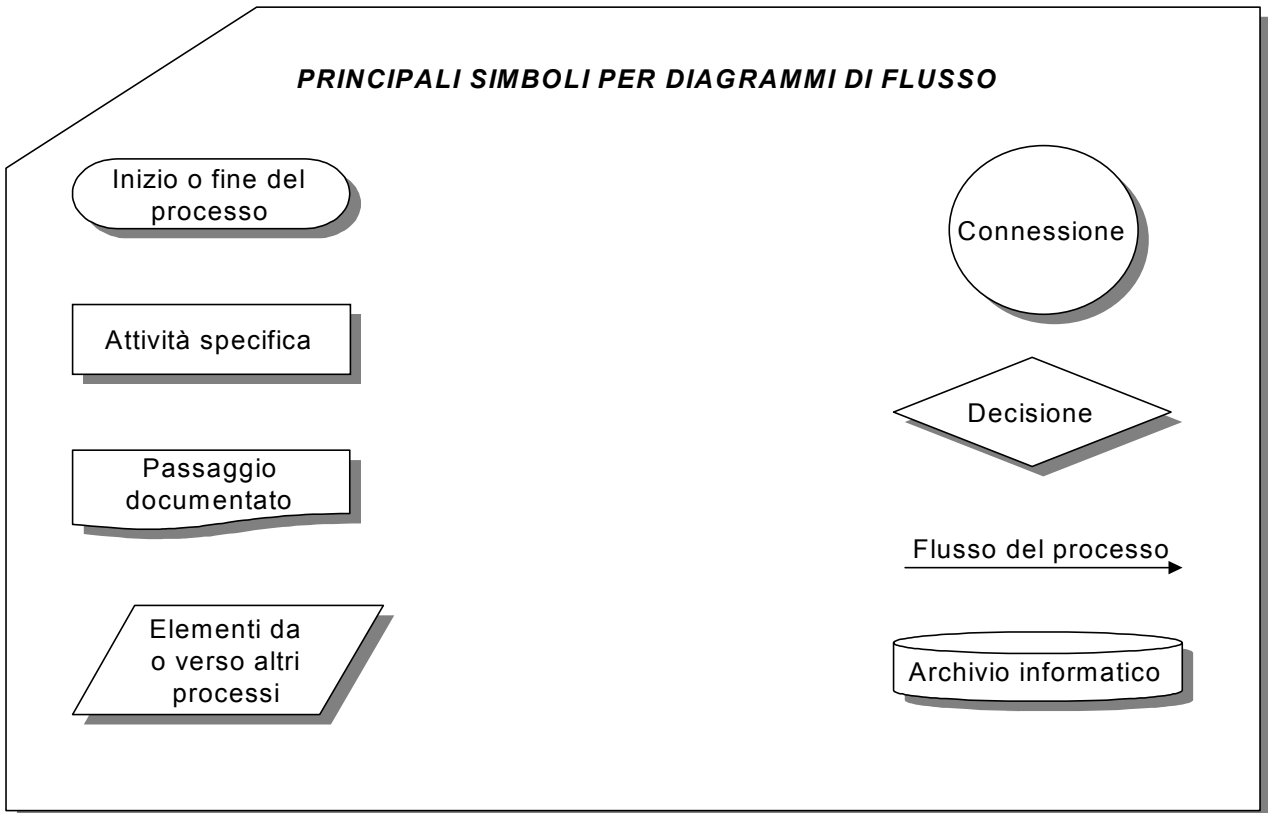 PRINCIPALI SIMBOLI PER DIAGRAMMI DI FLUSSO
Inizio o fine del
processo
Attività specifica
Passaggio
documentato
Elementi da
o verso altri
processi
Connessione
Decisione
Flusso del processo
Archivio informatico